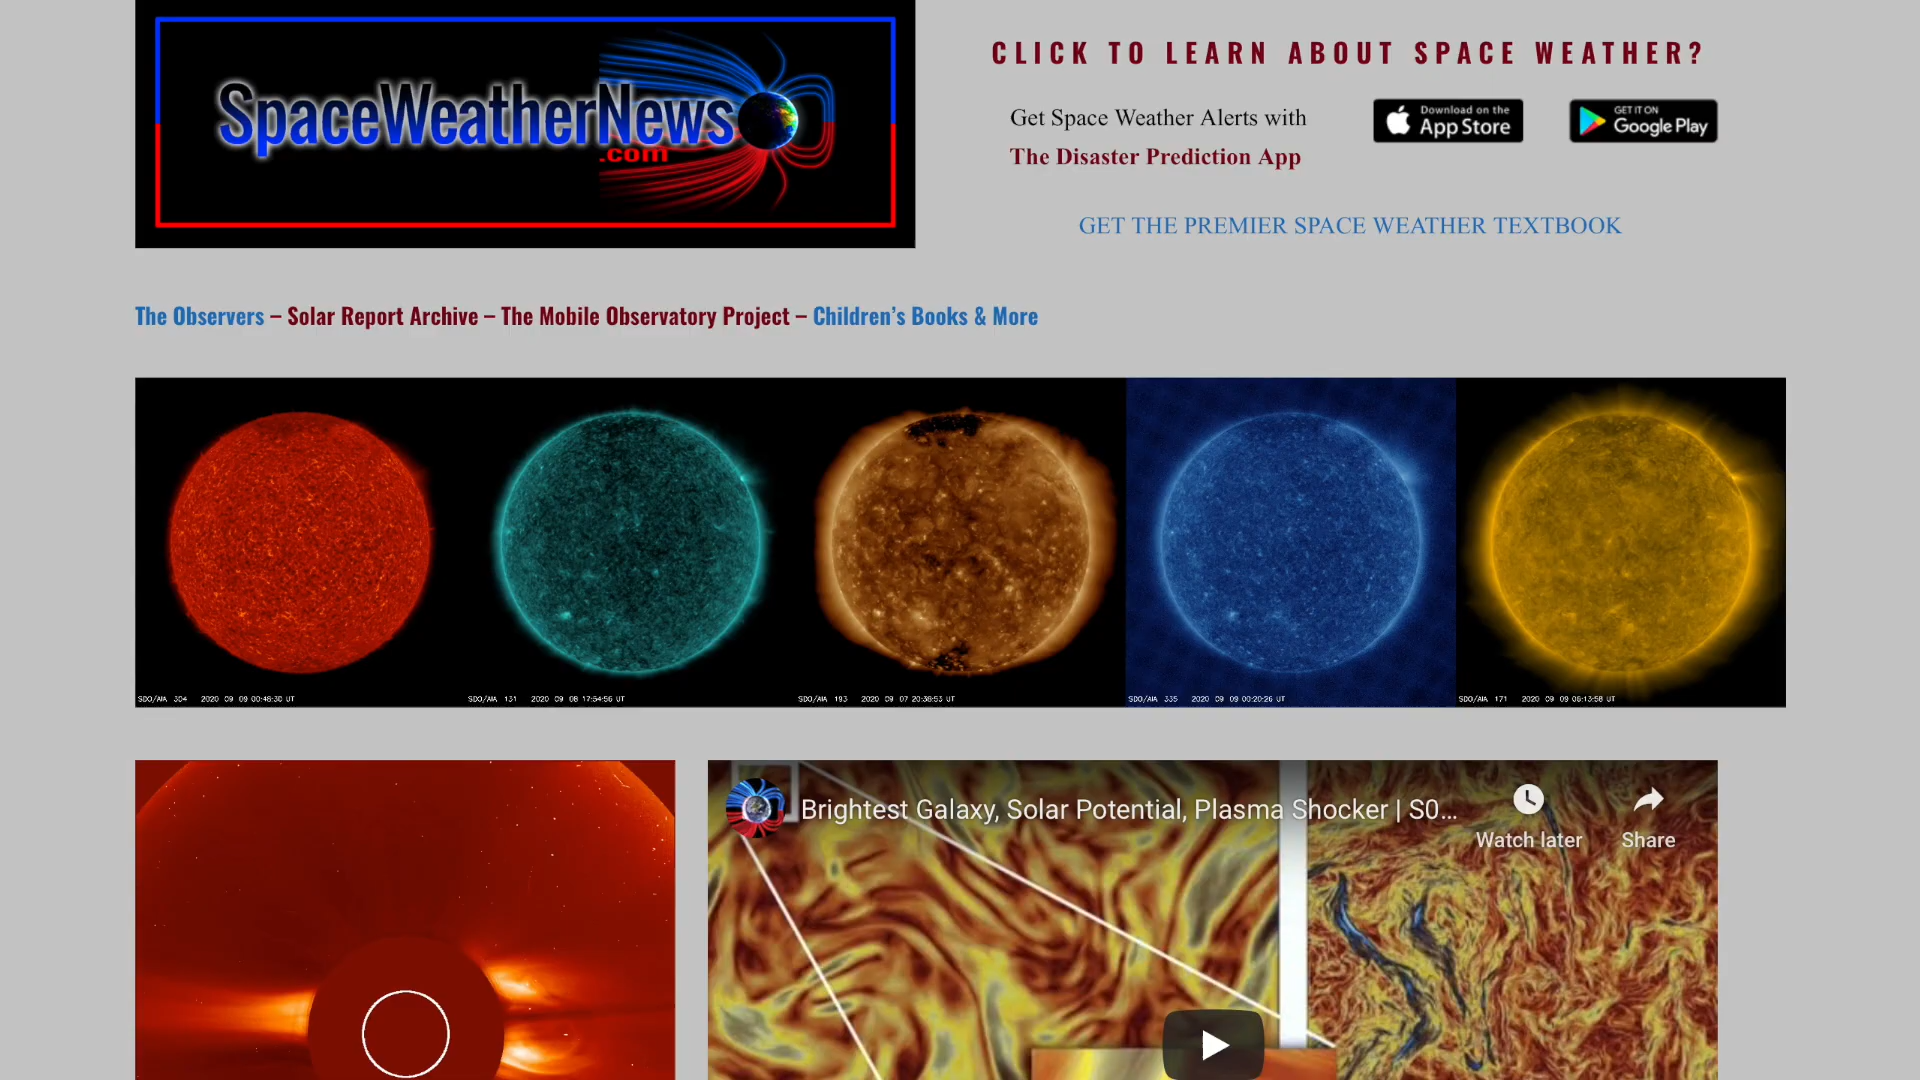 SpaceWeatherNews
.com
CLICK TO LEARN ABOUT SPACE WEATHER?
Get Space Weather Alerts with
The Disaster Prediction App
Download on the
App Store
GET IT ON
Google Play
GET THE PREMIER SPACE WEATHER TEXTBOOK
The Observers – Solar Report Archive – The Mobile Observatory Project – Children’s Books & More
SDO/AIA 304 2020 09 09 00:48:30 UT
SDO/AIA 131 2020 09 08 17:54:56 UT
SDO/AIA 193 2020 09 07 20:38:53 UT
SDO/AIA 335 2020 09 09 00:20:26 UT
SDO/AIA 171 2020 09 09 06:13:58 UT
Brightest Galaxy, Solar Potential, Plasma Shocker | S0...
Watch later
Share